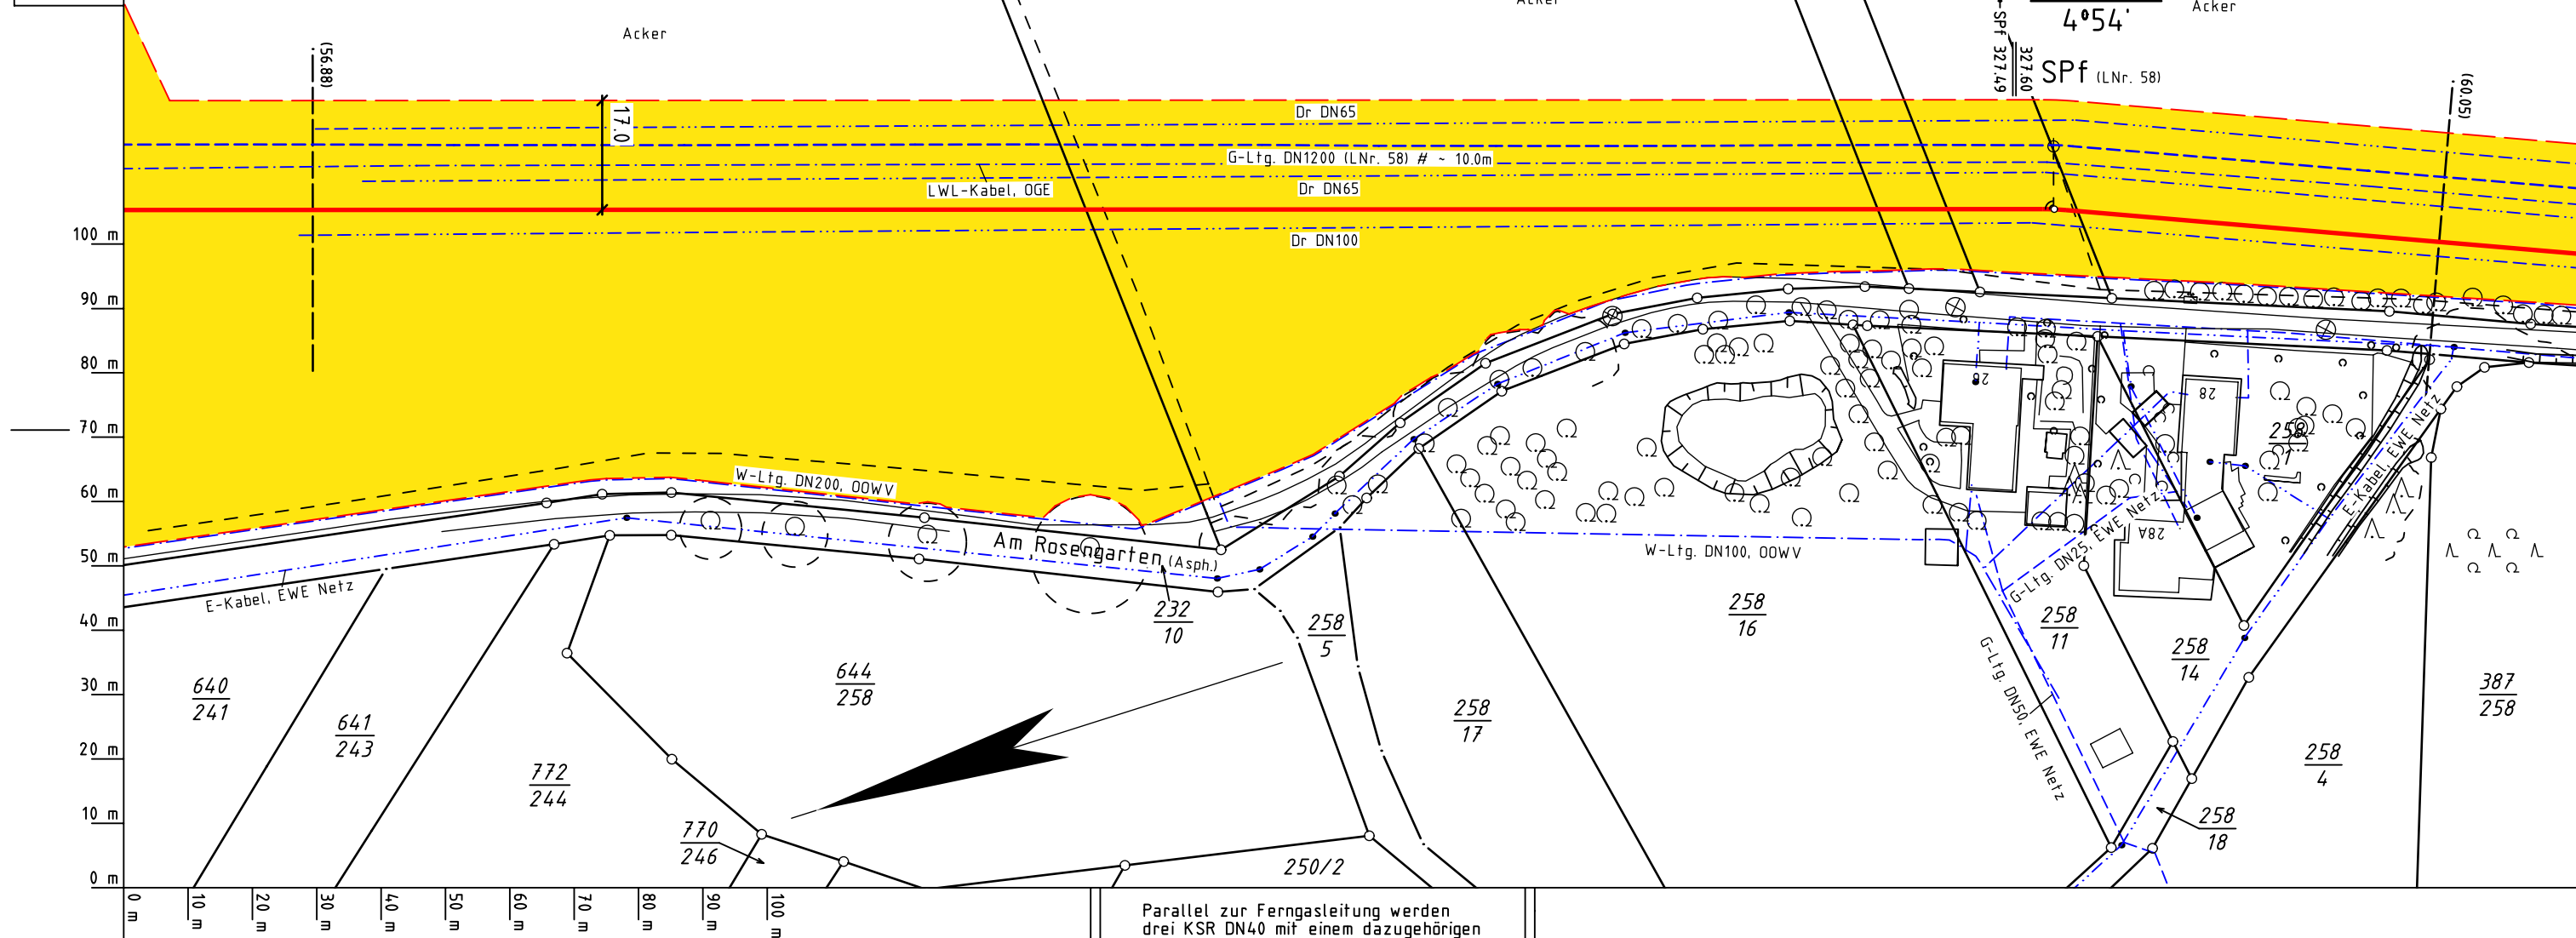 Acker
Acker
Acker
(56.88)
SPf 327.49
327.60
4°54'
SPf (LNr. 58)
(60.05)
17.0
Dr DN65
G-Ltg. DN1200 (LNr. 58) # ~ 10.0m
LWL-Kabel, OGE
Dr DN65
Dr DN100
100 m
90 m
80 m
70 m
60 m
50 m
40 m
30 m
20 m
10 m
0 m
W-Ltg. DN200, OOWV
Am Rosengarten (Asph.)
E-Kabel, EWE Netz
W-Ltg. DN100, OOWV
G-Ltg. DN25, EWE Netz
G-Ltg. DN50, EWE Netz
E-Kabel, EWE Netz
26
28
28A
258
7
232
10
258
5
258
16
258
11
258
14
387
258
640
241
641
243
644
258
258
17
772
244
770
246
258
4
258
18
250/2
0 m
10 m
20 m
30 m
40 m
50 m
60 m
70 m
80 m
90 m
100 m
Parallel zur Ferngasleitung werden
drei KSR DN40 mit einem dazugehörigen